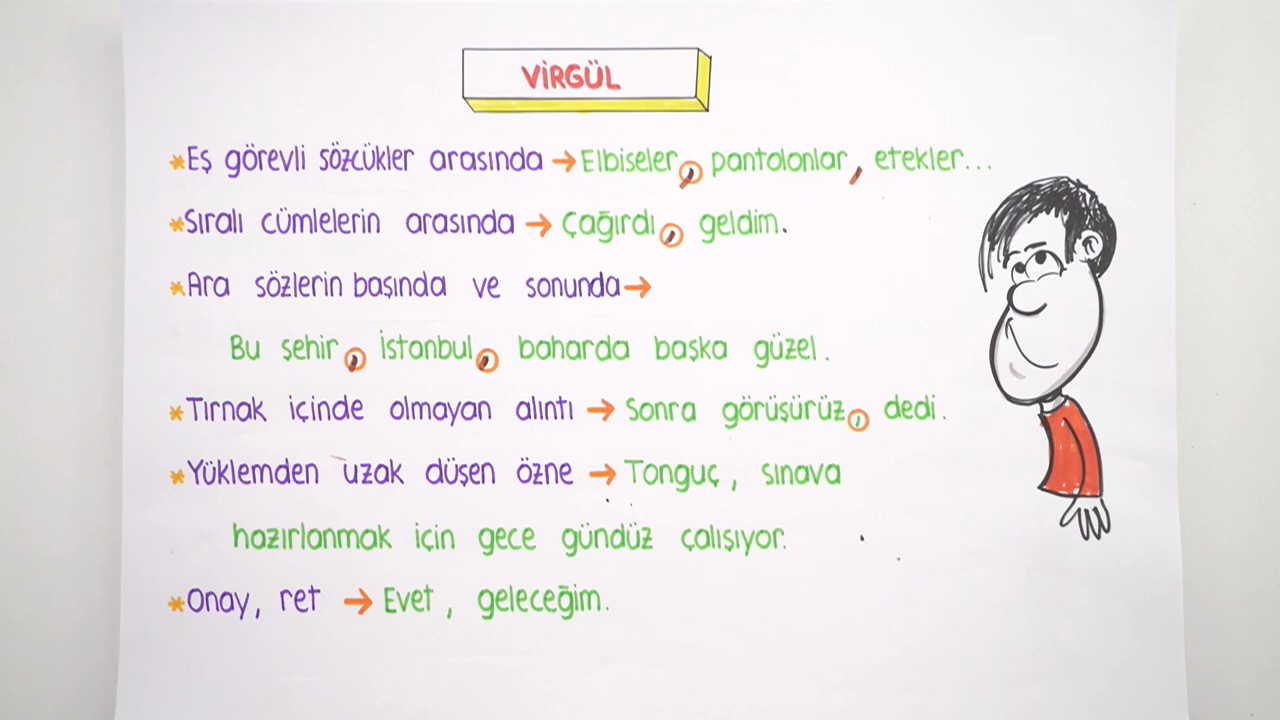 VİRGÜL
*Eş görevli sözcükler arasında → Elbiseler, pantolonlar, etekler...
*Sıralı cümlelerin arasında → Çağırdı, geldim.
*Ara sözlerin başında ve sonunda →
Bu şehir, İstanbul, baharda başka güzel.
*Tırnak içinde olmayan alıntı → Sonra görüşürüz, dedi.
*Yüklemden uzak düşen özne → Tonguç, sınava
hazırlanmak için gece gündüz çalışıyor.
*Onay, ret → Evet, geleceğim.